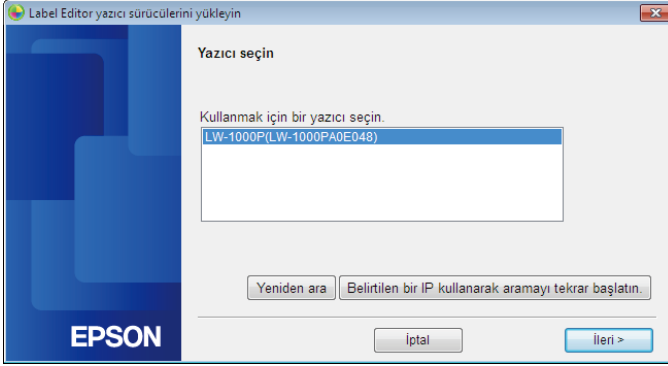 Label Editor yazıcı sürücülerini yükleyin
Yazıcı seçin
Kullanmak için bir yazıcı seçin.
LW-1000P(LW-1000PA0E048)
Yeniden ara
Belirtilen bir IP kullanarak aramayı tekrar başlatın.
EPSON
İptal
İleri >